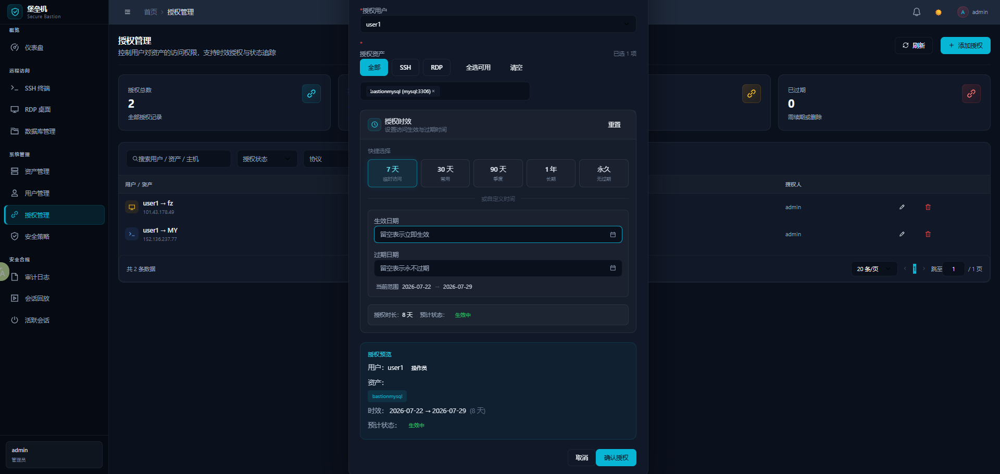 堡垒机
Secure Bastion
概览
仪表盘
远程访问
SSH 终端
RDP 桌面
数据库管理
系统管理
资产管理
用户管理
授权管理
安全策略
安全合规
审计日志
会话回放
活跃会话
admin
管理员
首页 › 授权管理
A admin
授权管理
控制用户对资产的访问权限，支持时效授权与状态追踪
刷新
+ 添加授权
授权总数
2
全部授权记录
已过期
0
需续期或删除
搜索用户 / 资产 / 主机
授权状态
协议
用户 / 资产
授权人
user1 → fz
101.43.178.49
admin
user1 → MY
152.136.237.77
admin
共 2 条数据
20 条/页
1
跳至 1 / 1 页
*授权用户
user1
*
授权资产
已选 1 项
全部
SSH
RDP
全选可用
清空
bastionmysql (mysql:3306) ×
授权时效
设置访问生效与过期时间
重置
快捷选择
7 天
临时访问
30 天
常用
90 天
季度
1 年
长期
永久
无过期
或自定义时间
生效日期
留空表示立即生效
过期日期
留空表示永不过期
当前范围 2026-07-22 — 2026-07-29
授权时长： 8 天 预计状态： 生效中
授权预览
用户： user1 操作员
资产：
bastionmysql
时效： 2026-07-22 → 2026-07-29 (8 天)
预计状态： 生效中
取消
确认授权